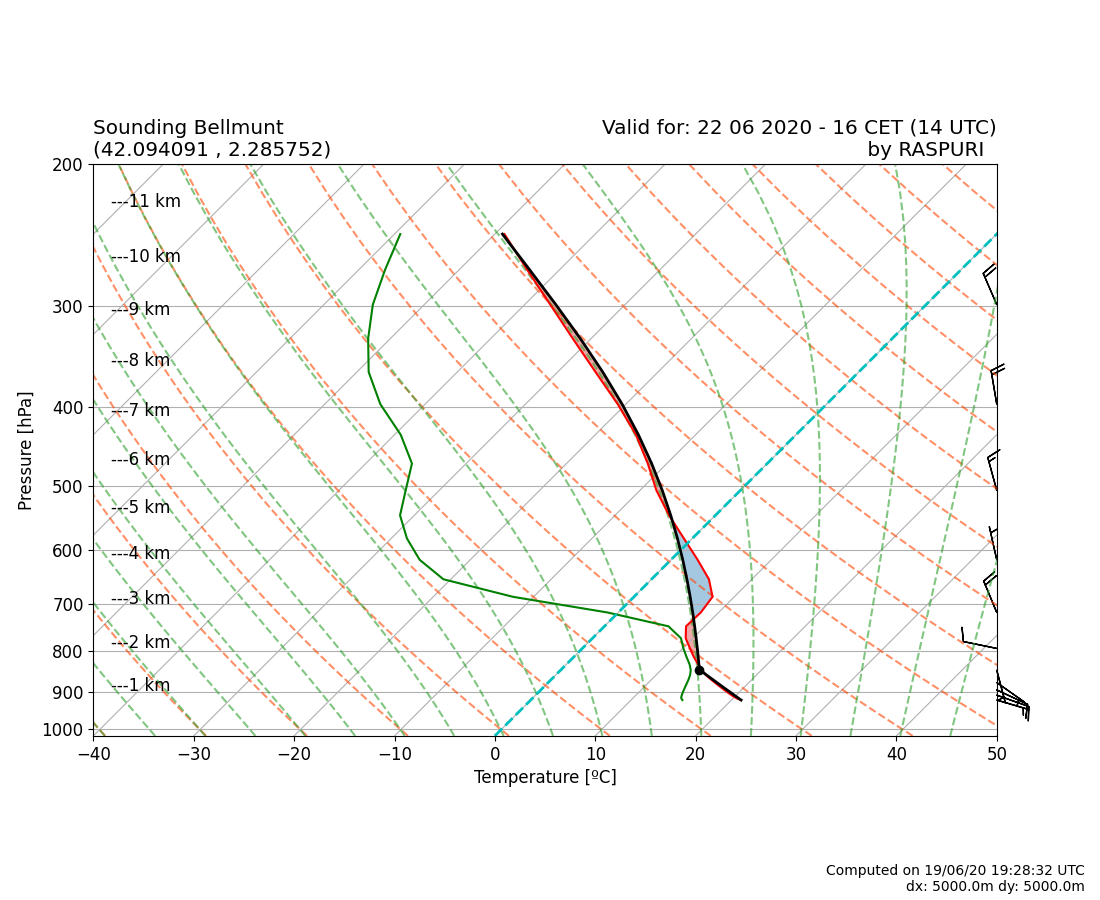 Sounding Bellmunt
(42.094091 , 2.285752)
Valid for: 22 06 2020 - 16 CET (14 UTC)
by RASPURI
200
---11 km
---10 km
300
---9 km
---8 km
400
---7 km
---6 km
500
---5 km
600
---4 km
700
---3 km
800
---2 km
900
---1 km
1000
Pressure [hPa]
−40 −30 −20 −10 0 10 20 30 40 50
Temperature [ºC]
Computed on 19/06/20 19:28:32 UTC
dx: 5000.0m dy: 5000.0m